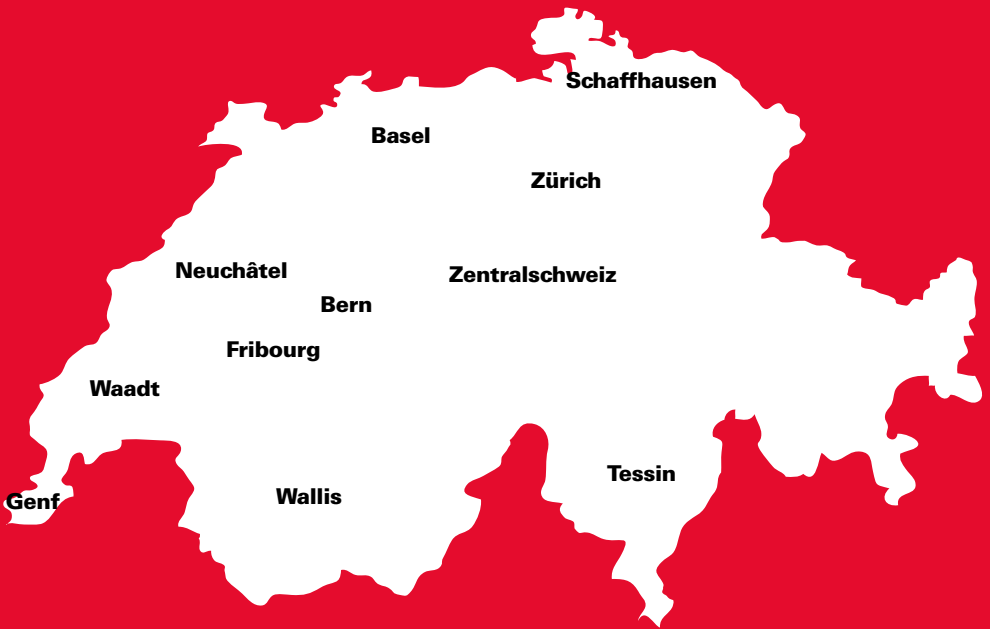 Schaffhausen
Basel
Zürich
Neuchâtel
Zentralschweiz
Bern
Fribourg
Waadt
Tessin
Wallis
Genf